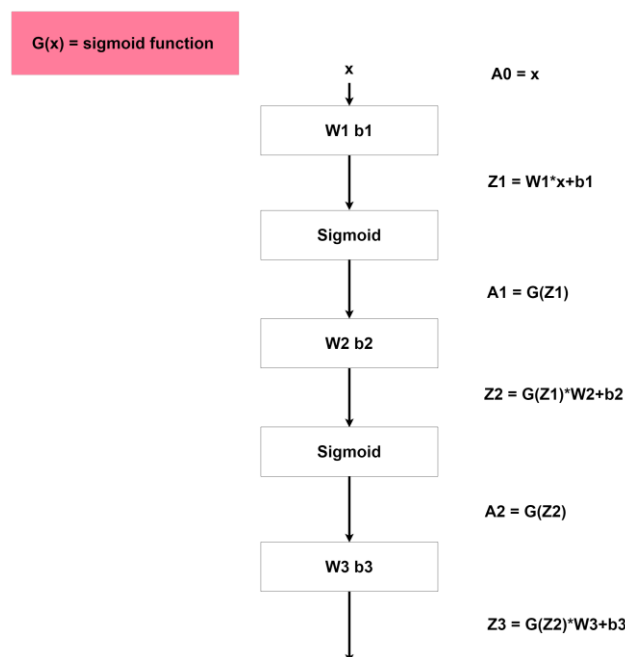 G(x) = sigmoid function
x
A0 = x
W1 b1
Z1 = W1*x+b1
Sigmoid
A1 = G(Z1)
W2 b2
Z2 = G(Z1)*W2+b2
Sigmoid
A2 = G(Z2)
W3 b3
Z3 = G(Z2)*W3+b3